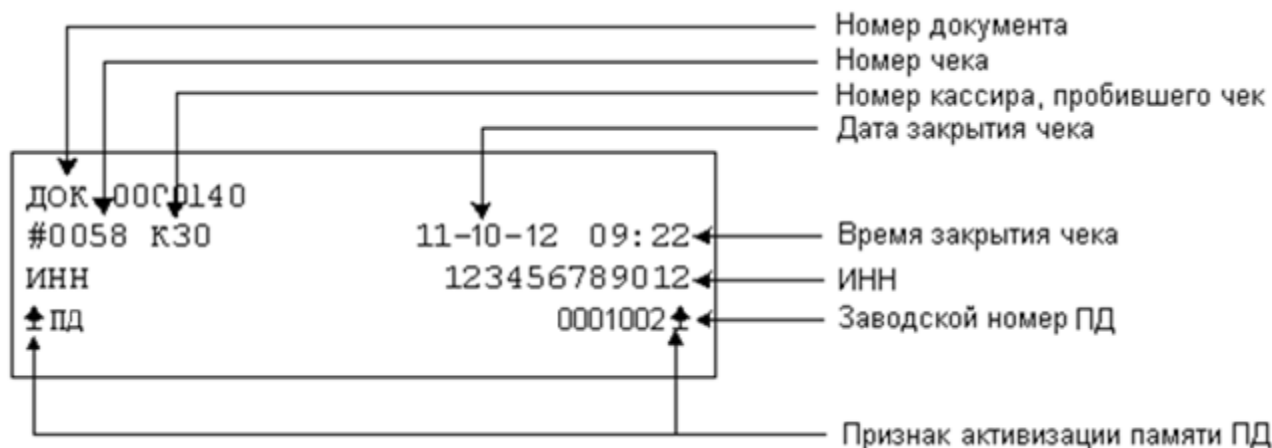 Номер документа
Номер чека
Номер кассира, пробившего чек
Дата закрытия чека
ДОК 00000140
#0058 К30 11-10-12 09:22 Время закрытия чека
ИНН 123456789012 ИНН
ПД 0001002 Заводской номер ПД
Признак активизации памяти ПД